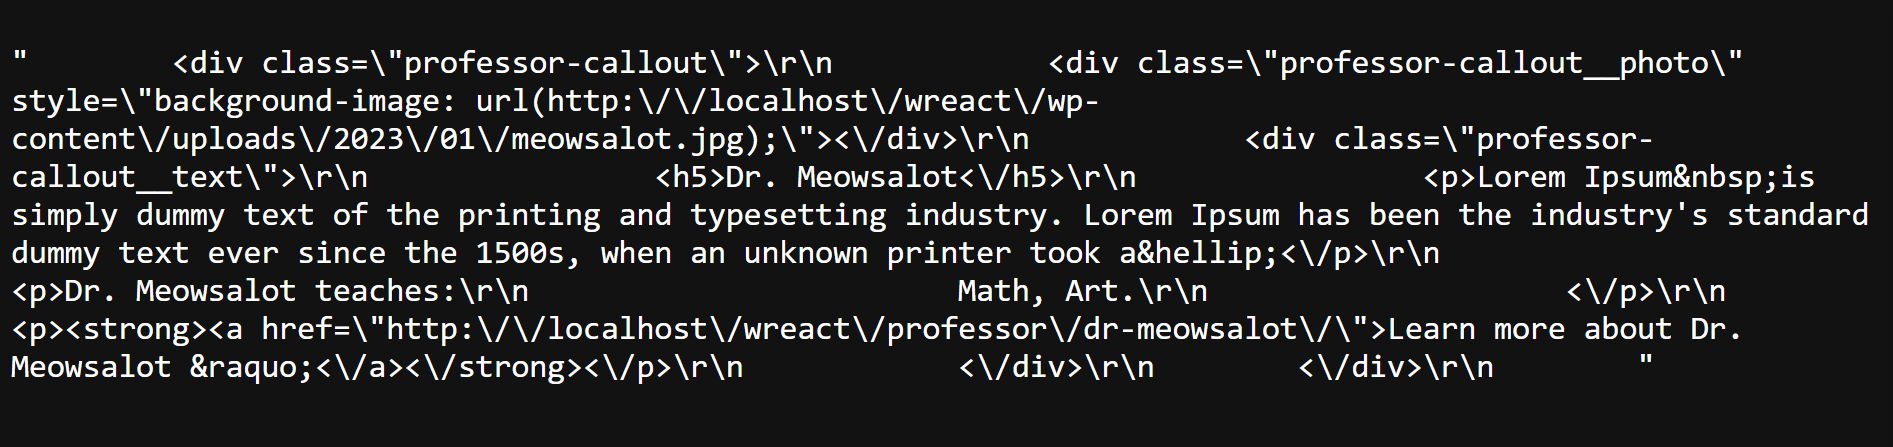 "        <div class=\"professor-callout\">\r\n            <div class=\"professor-callout__photo\"
style=\"background-image: url(http:\/\/localhost\/wreact\/wp-
content\/uploads\/2023\/01\/meowsalot.jpg);\"><\/div>\r\n            <div class=\"professor-
callout__text\">\r\n                <h5>Dr. Meowsalot<\/h5>\r\n                <p>Lorem Ipsum&nbsp;is
simply dummy text of the printing and typesetting industry. Lorem Ipsum has been the industry's standard
dummy text ever since the 1500s, when an unknown printer took a&hellip;<\/p>\r\n
<p>Dr. Meowsalot teaches:\r\n                        Math, Art.\r\n                    <\/p>\r\n
<p><strong><a href=\"http:\/\/localhost\/wreact\/professor\/dr-meowsalot\/\">Learn more about Dr.
Meowsalot &raquo;<\/a><\/strong><\/p>\r\n            <\/div>\r\n        <\/div>\r\n        "